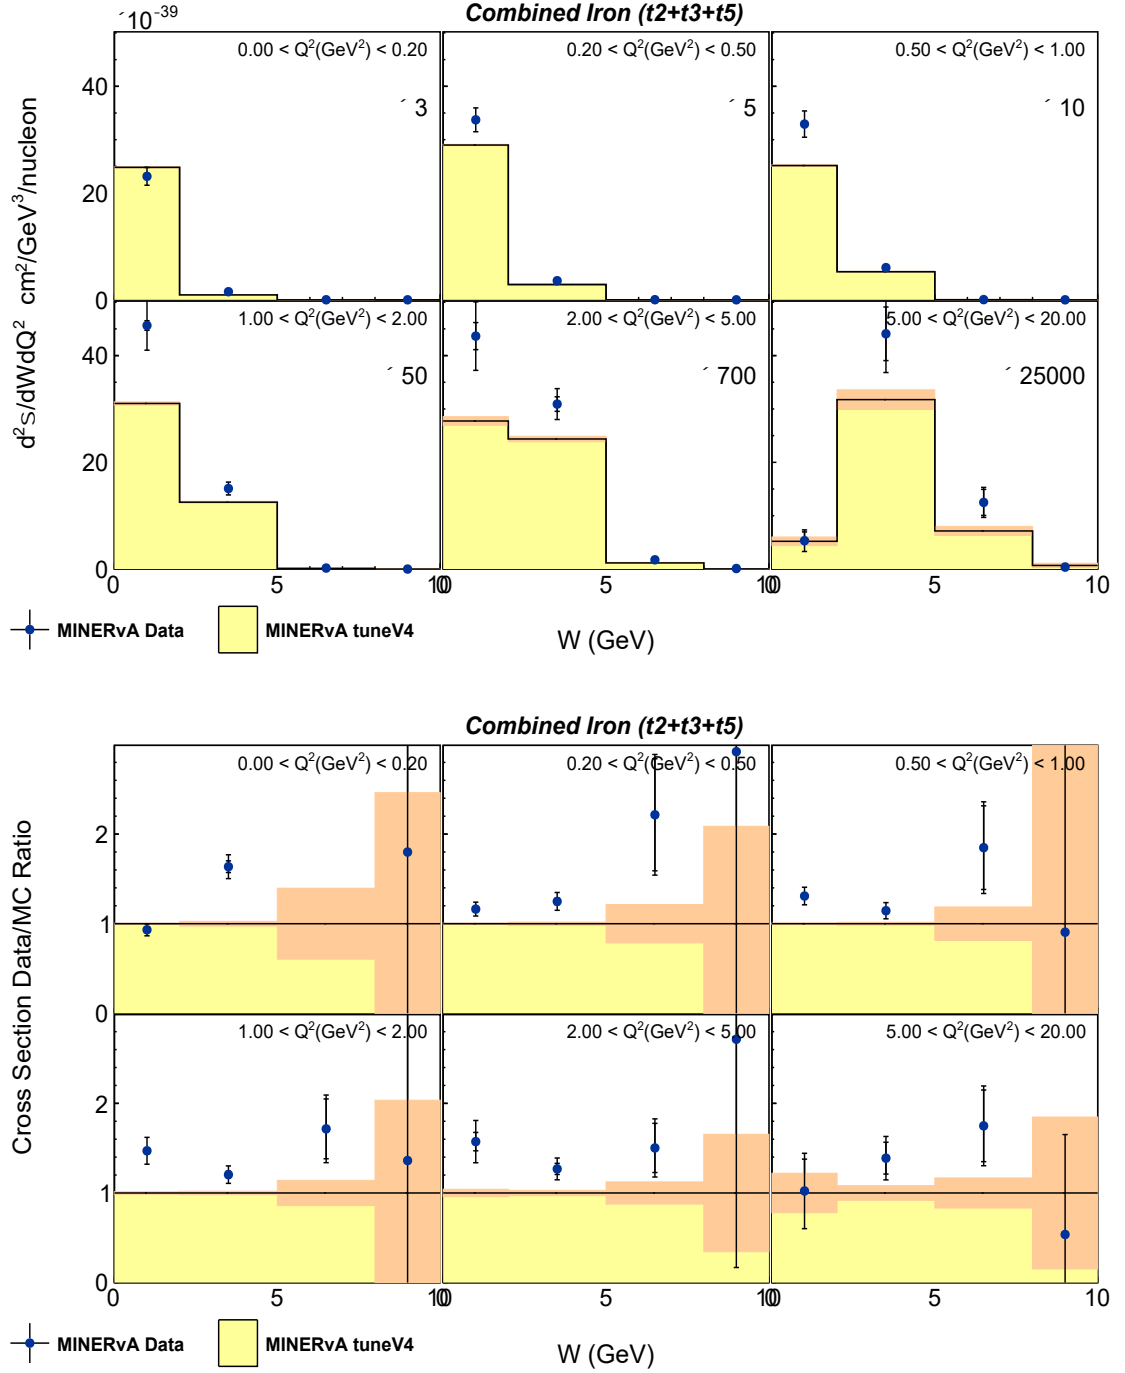 ´10⁻³⁹
Combined Iron (t2+t3+t5)
d²s/dWdQ² cm²/GeV³/nucleon
0.00 < Q²(GeV²) < 0.20
0.20 < Q²(GeV²) < 0.50
0.50 < Q²(GeV²) < 1.00
40
´ 3
´ 5
´ 10
20
0
1.00 < Q²(GeV²) < 2.00
2.00 < Q²(GeV²) < 5.00
5.00 < Q²(GeV²) < 20.00
40
´ 50
´ 700
´ 25000
20
0
0 5 10 0 5 10 0 5 10
MINERvA Data MINERvA tuneV4
W (GeV)
Combined Iron (t2+t3+t5)
Cross Section Data/MC Ratio
0.00 < Q²(GeV²) < 0.20
0.20 < Q²(GeV²) < 0.50
0.50 < Q²(GeV²) < 1.00
2
1
0
1.00 < Q²(GeV²) < 2.00
2.00 < Q²(GeV²) < 5.00
5.00 < Q²(GeV²) < 20.00
2
1
0
0 5 10 0 5 10 0 5 10
MINERvA Data MINERvA tuneV4
W (GeV)